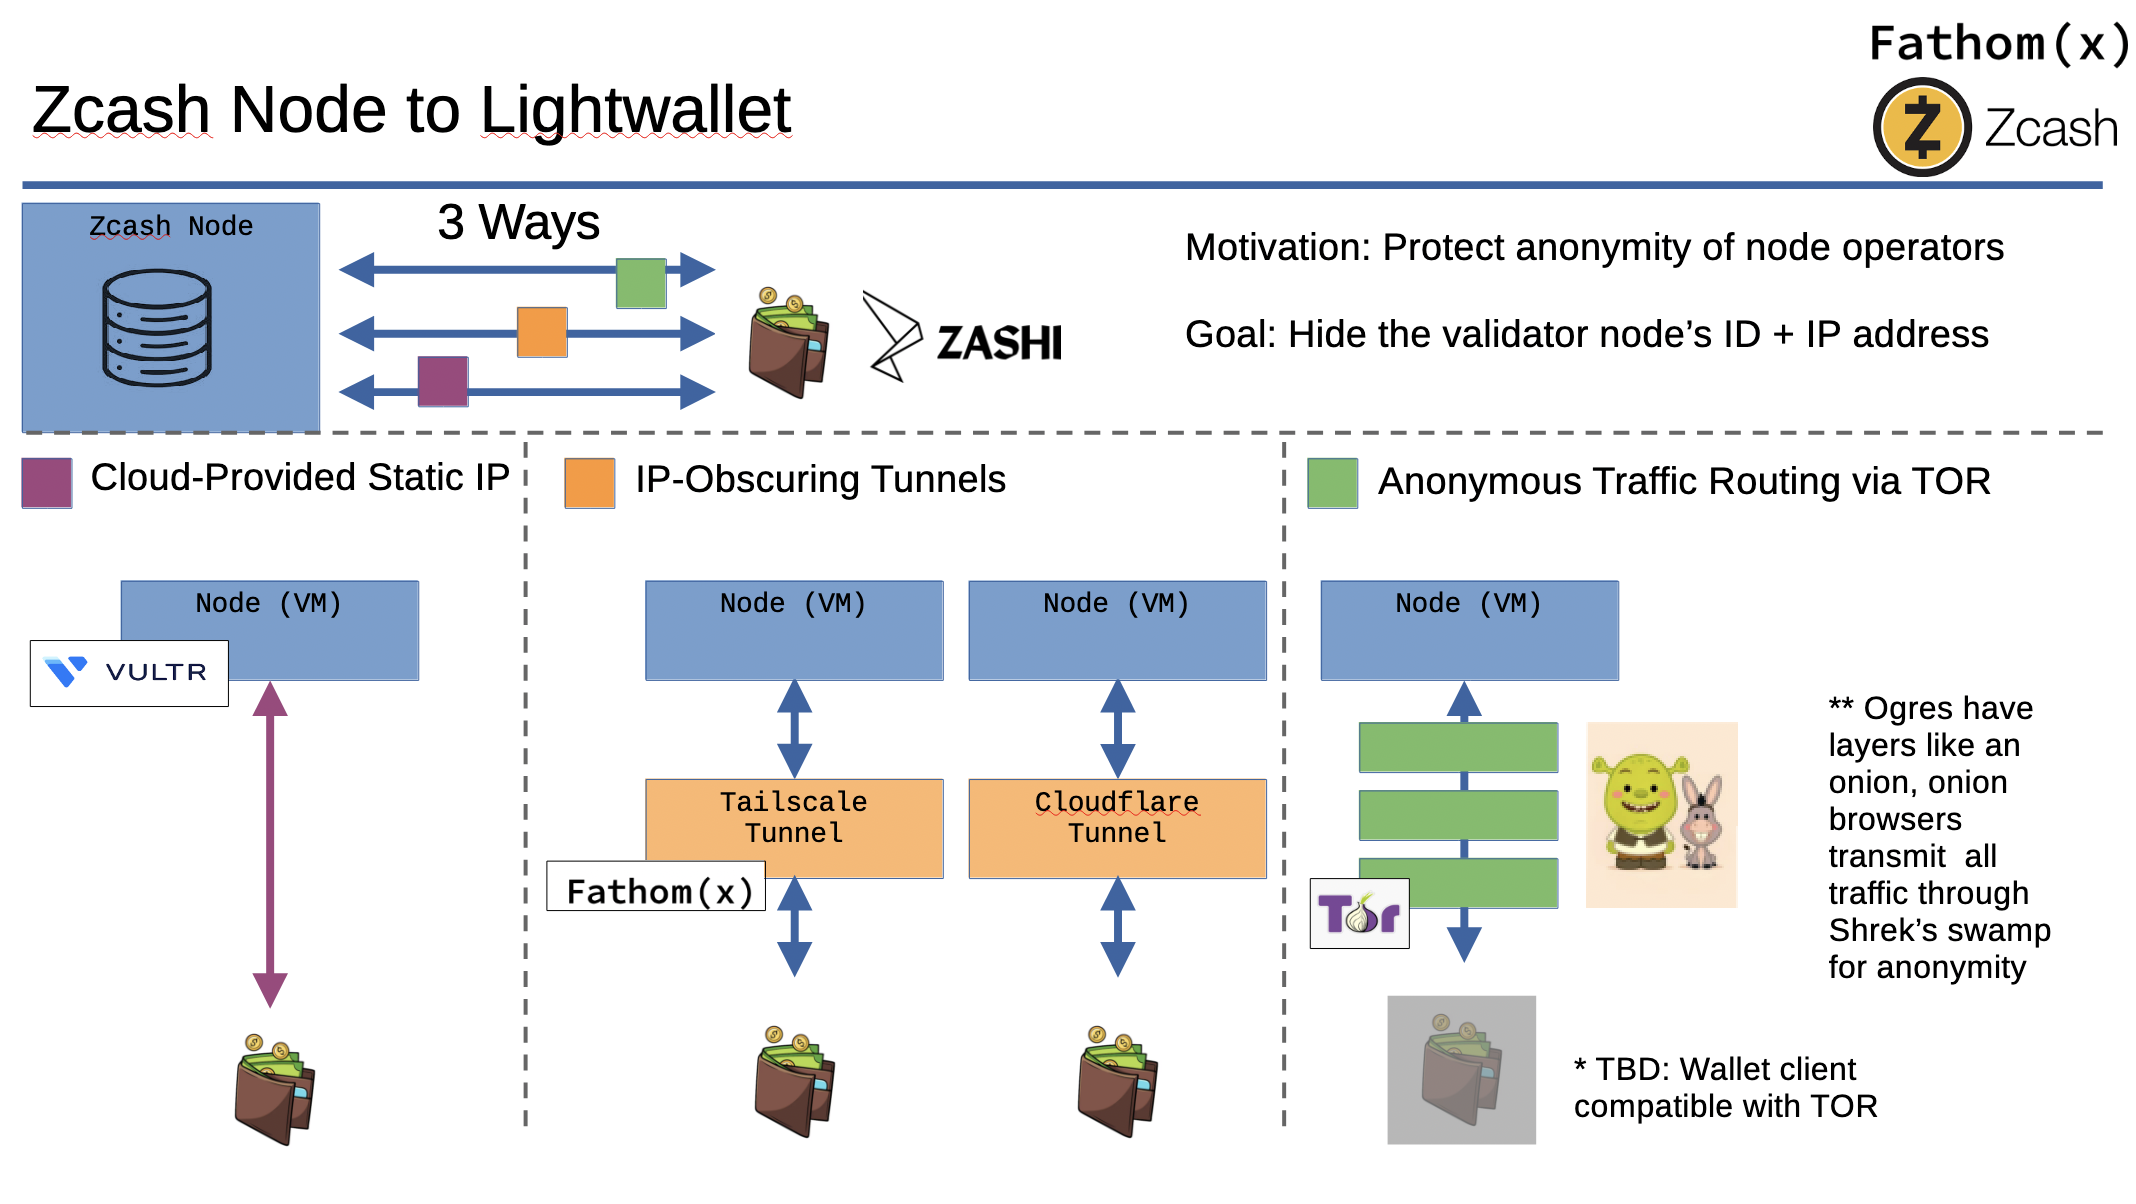 Fathom(x)
Zcash Node to Lightwallet
Zcash
Zcash Node
3 Ways
ZASHI
Motivation: Protect anonymity of node operators
Goal: Hide the validator node’s ID + IP address
Cloud-Provided Static IP
IP-Obscuring Tunnels
Anonymous Traffic Routing via TOR
Node (VM)
VULTR
Node (VM)
Node (VM)
Tailscale
Tunnel
Fathom(x)
Cloudflare
Tunnel
Node (VM)
Tor
** Ogres have
layers like an
onion, onion
browsers
transmit  all
traffic through
Shrek’s swamp
for anonymity
* TBD: Wallet client
compatible with TOR